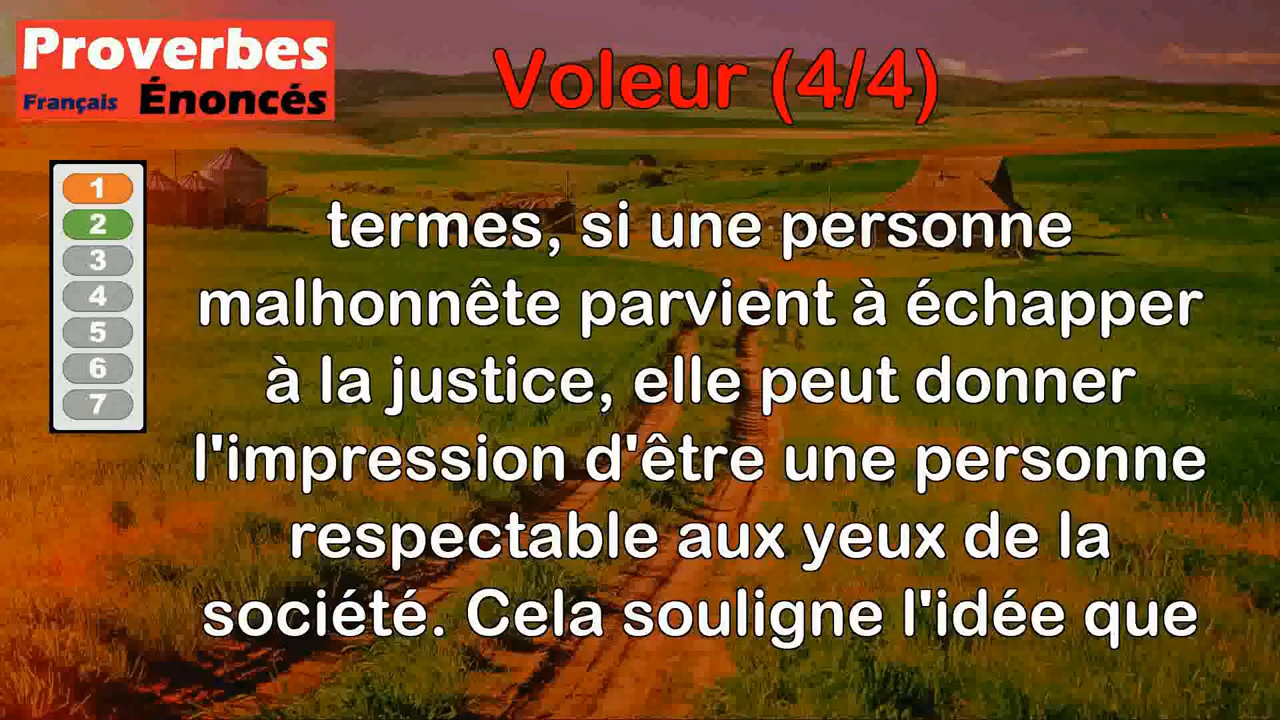 Proverbes
Français Énoncés
Voleur (4/4)
1
2
3
4
5
6
7
termes, si une personne
malhonnête parvient à échapper
à la justice, elle peut donner
l'impression d'être une personne
respectable aux yeux de la
société. Cela souligne l'idée que